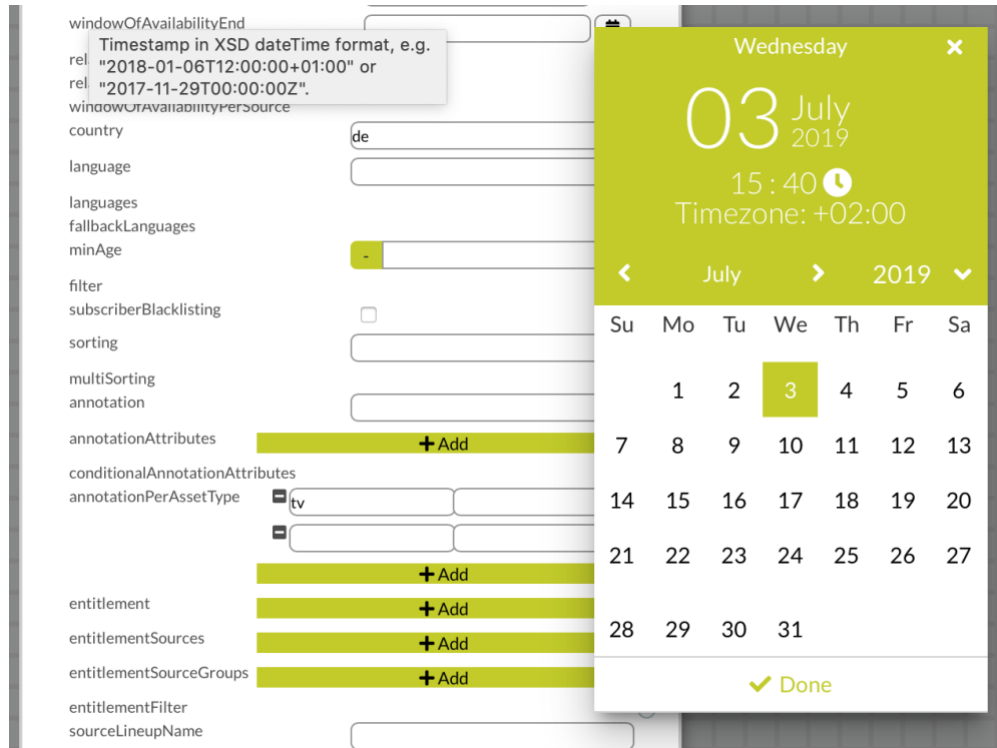 windowOfAvailabilityEnd
Timestamp in XSD dateTime format, e.g.
"2018-01-06T12:00:00+01:00" or
"2017-11-29T00:00:00Z".
rel
rel
windowOfAvailabilityPerSource
country
de
language
languages
fallbackLanguages
minAge
-
filter
subscriberBlacklisting
sorting
multiSorting
annotation
annotationAttributes
+ Add
conditionalAnnotationAttributes
annotationPerAssetType
tv
+ Add
entitlement
+ Add
entitlementSources
+ Add
entitlementSourceGroups
+ Add
entitlementFilter
sourceLineupName
Wednesday
03 July
2019
15 : 40
Timezone: +02:00
July 2019
Su Mo Tu We Th Fr Sa
1 2 3 4 5 6
7 8 9 10 11 12 13
14 15 16 17 18 19 20
21 22 23 24 25 26 27
28 29 30 31
Done